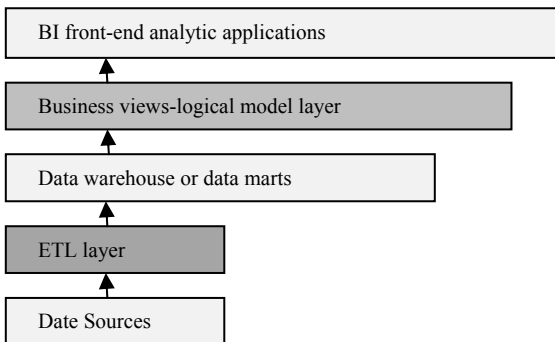 BI front-end analytic applications
Business views-logical model layer
Data warehouse or data marts
ETL layer
Date Sources